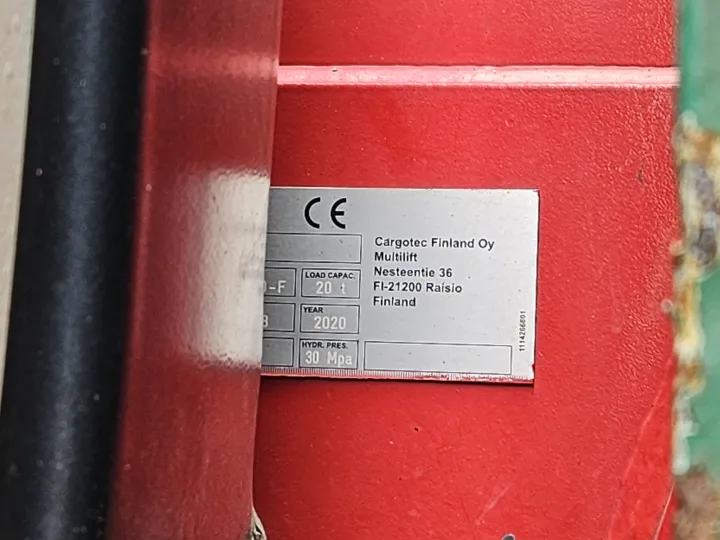 CE
Cargotec Finland Oy
Multilift
Nesteentie 36
FI-21200 Raisio
Finland
LOAD CAPAC.
-F 20 t
YEAR
2020
HYDR. PRES.
30 Mpa
1114266801